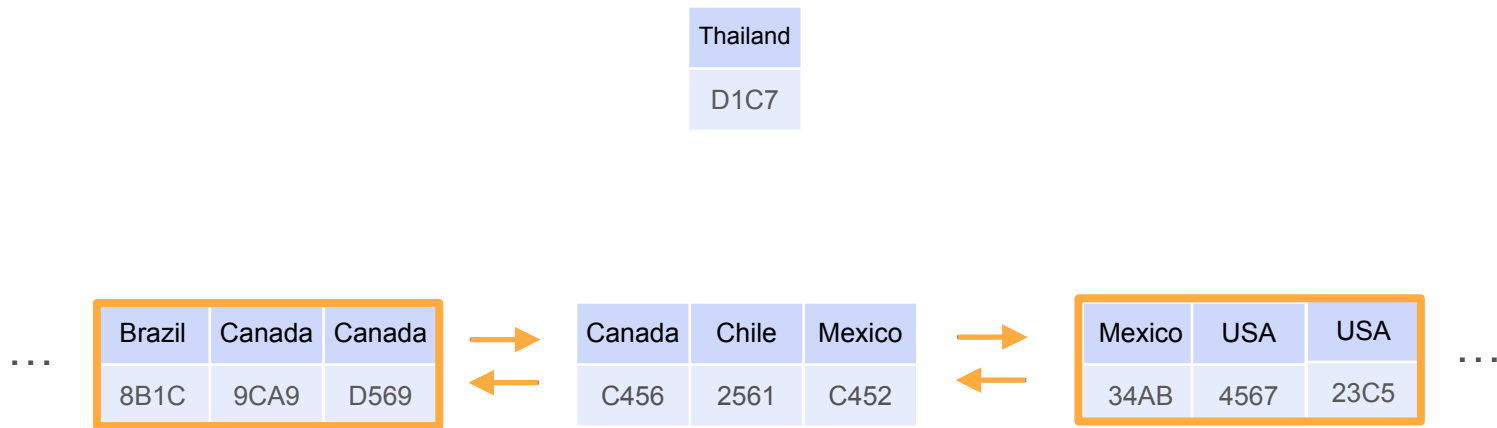 Thailand
D1C7
Brazil Canada Canada Canada Chile Mexico Mexico USA USA
... ...
8B1C 9CA9 D569 C456 2561 C452 34AB 4567 23C5